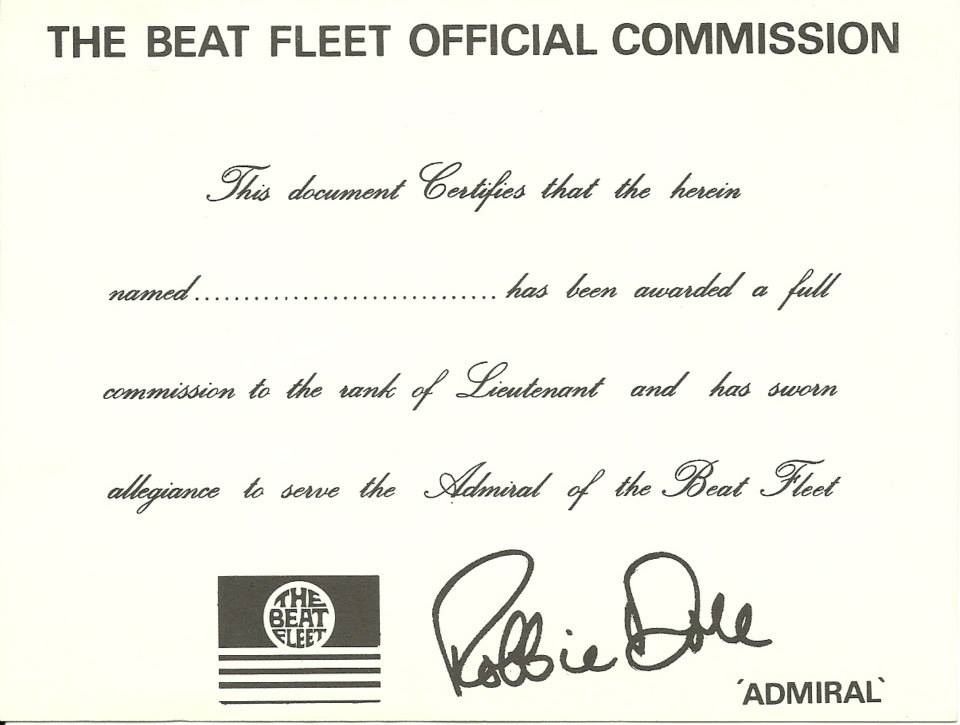 THE BEAT FLEET OFFICIAL COMMISSION
This document Certifies that the herein
named.............................. has been awarded a full
commission to the rank of Lieutenant and has sworn
allegiance to serve the Admiral of the Beat Fleet
THE
BEAT
FLEET
Robbie Dale
'ADMIRAL'